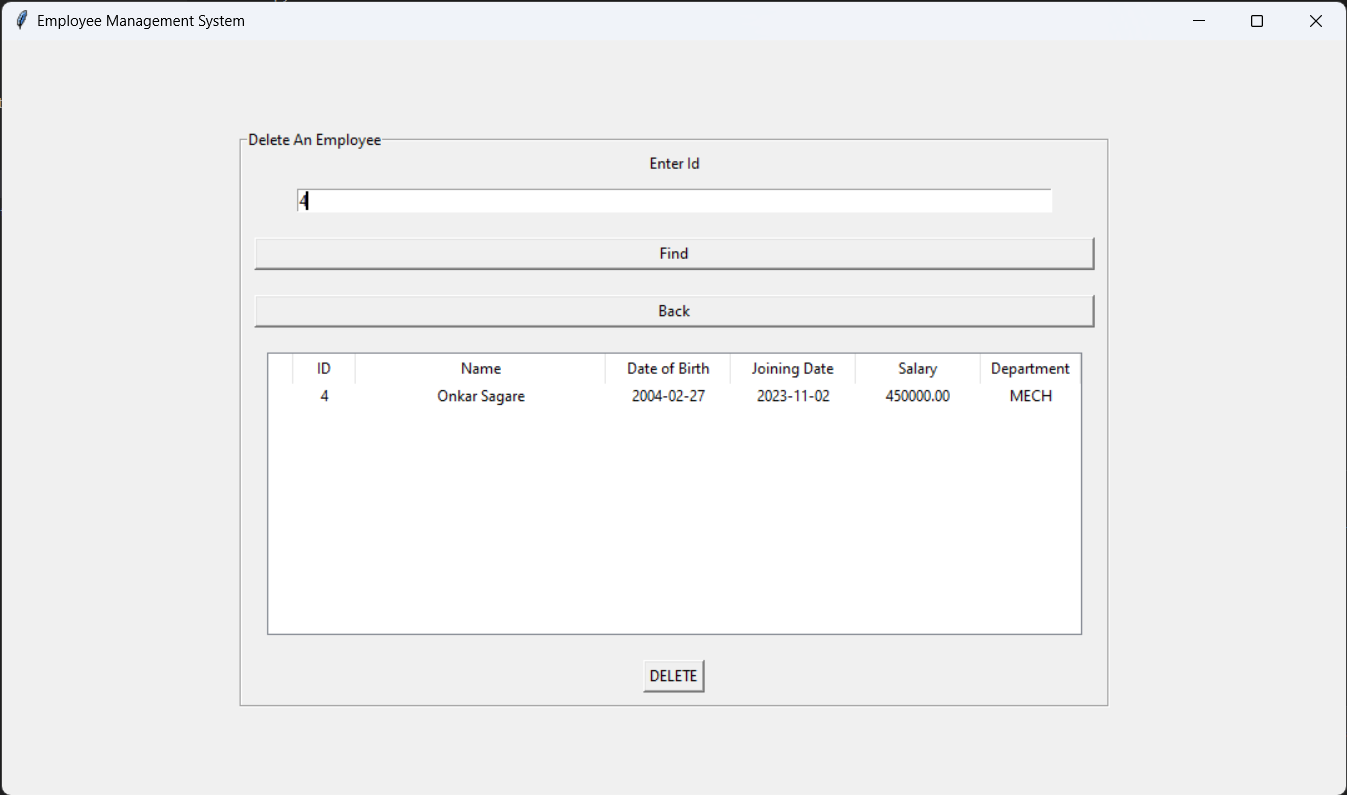 Employee Management System
Delete An Employee
Enter Id
4
Find
Back
ID Name Date of Birth Joining Date Salary Department
4 Onkar Sagare 2004-02-27 2023-11-02 450000.00 MECH
DELETE